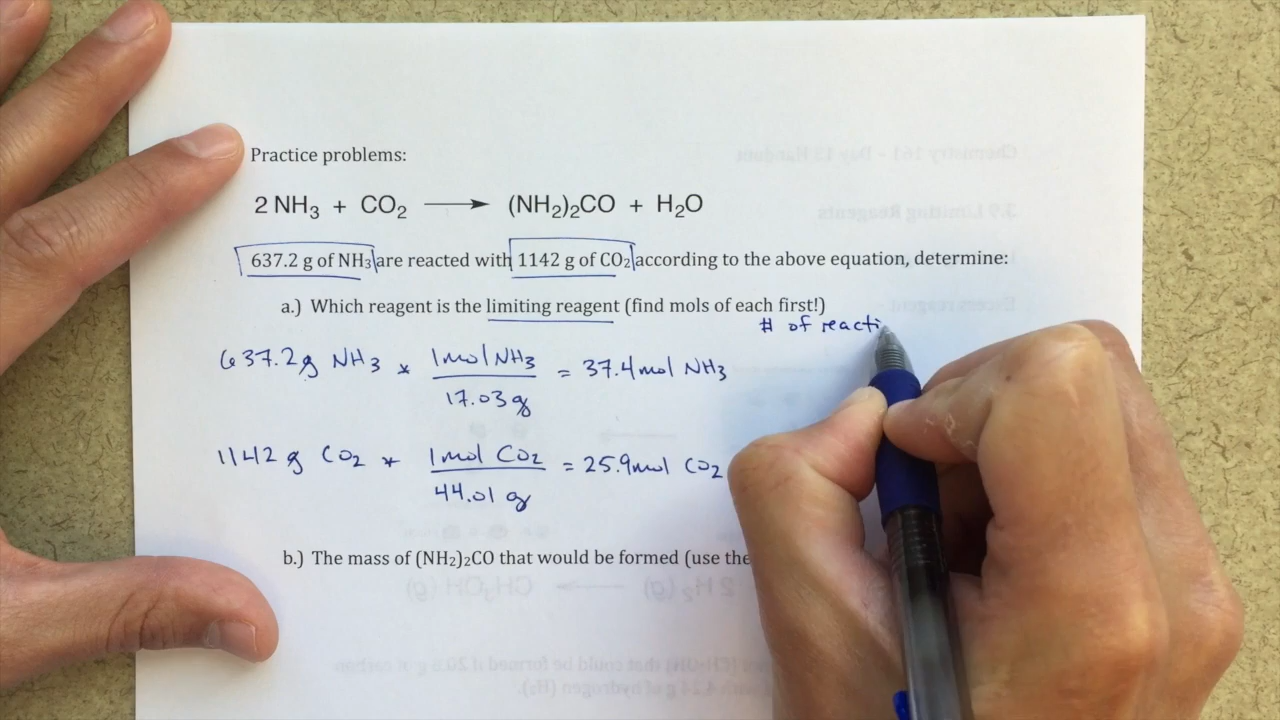 Practice problems:
2 NH₃ + CO₂ ⟶ (NH₂)₂CO + H₂O
637.2 g of NH₃ are reacted with 1142 g of CO₂ according to the above equation, determine:
a.) Which reagent is the limiting reagent (find mols of each first!)
# of reacti
637.2g NH3 * 1mol NH3 / 17.03g = 37.4mol NH3
1142 g CO2 * 1mol CO2 / 44.01 g = 25.9mol CO2
b.) The mass of (NH₂)₂CO that would be formed (use the